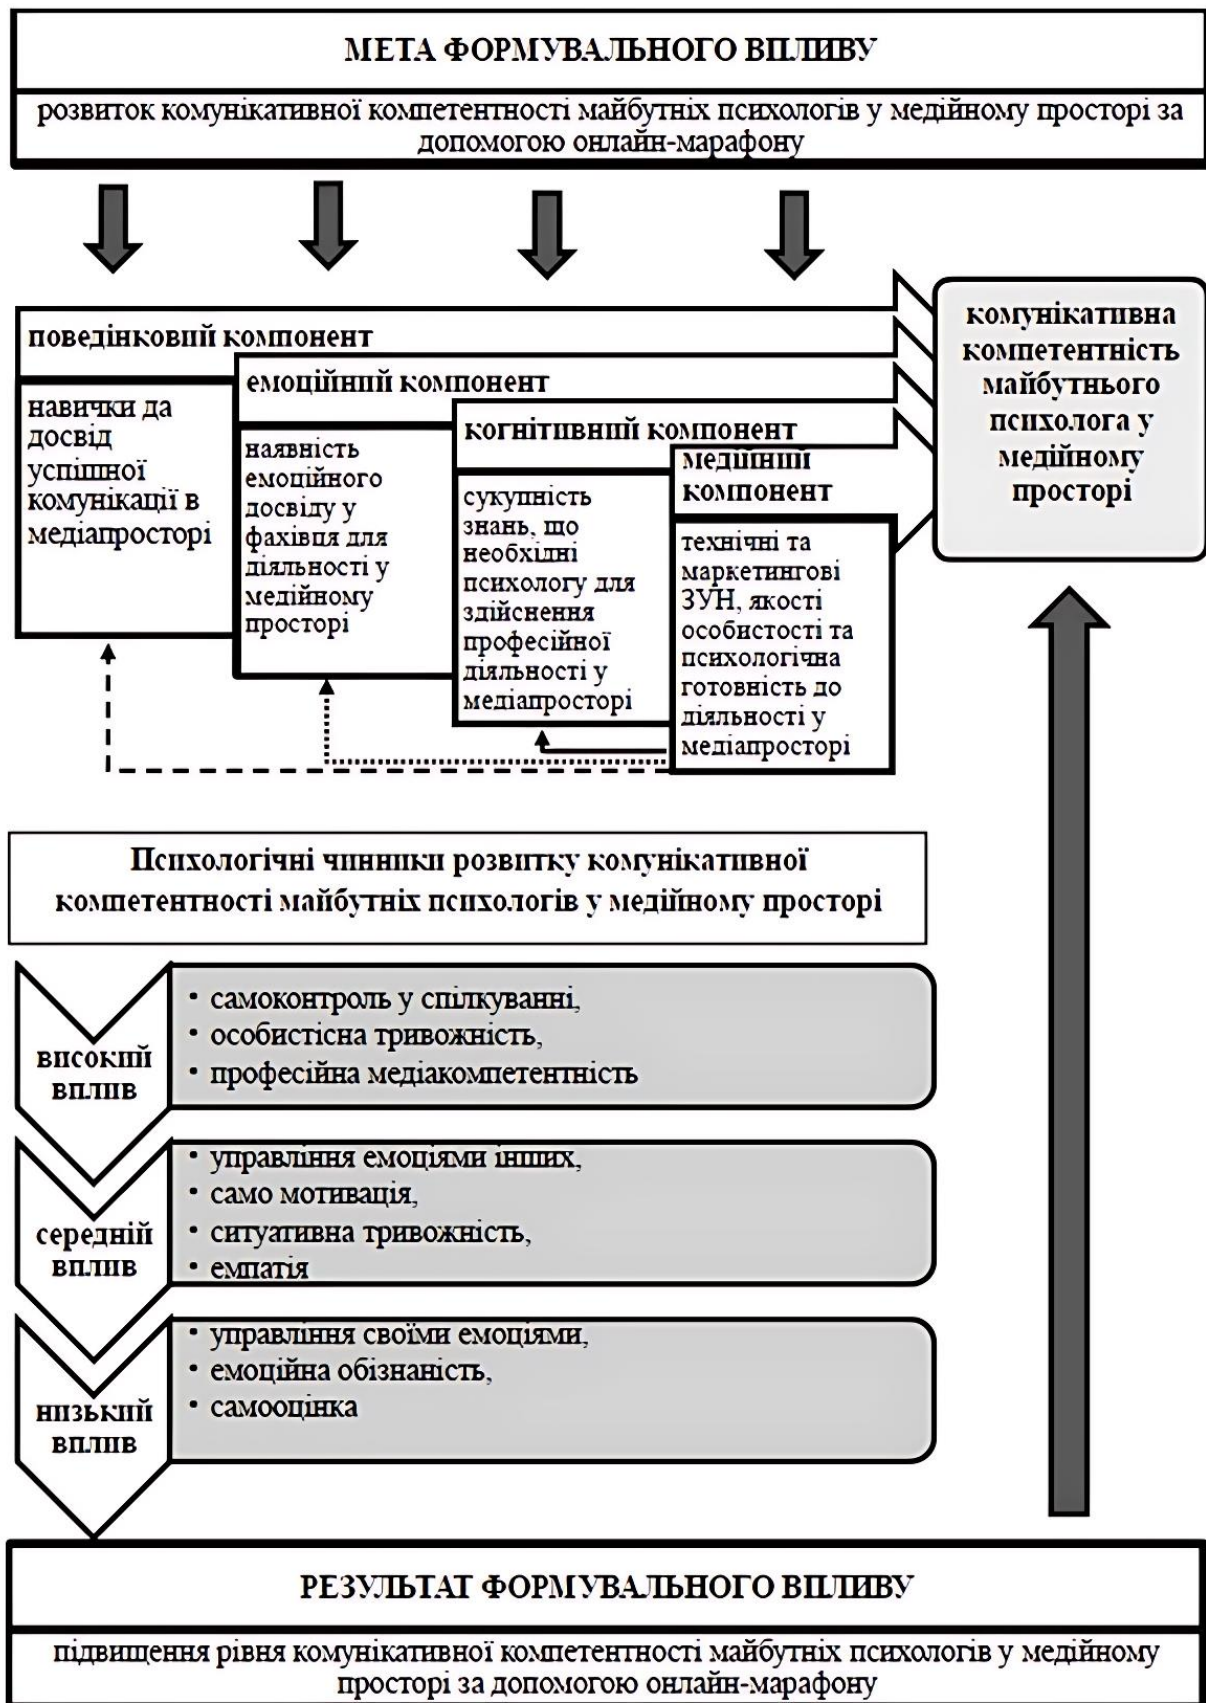 МЕТА ФОРМУВАЛЬНОГО ВПЛИВУ
розвиток комунікативної компетентності майбутніх психологів у медійному просторі за
допомогою онлайн-марафону
поведінковий компонент
навички да
досвід
успішної
комунікації в
медіапросторі
емоційний компонент
наявність
емоційного
досвіду у
фахівця для
діяльності у
медійному
просторі
когнітивний компонент
сукупність
знань, що
необхідні
психологу для
здійснення
професійної
діяльності у
медіапросторі
медійний
компонент
технічні та
маркетингові
ЗУН, якості
особистості та
психологічна
готовність до
діяльності у
медіапросторі
комунікативна
компетентність
майбутнього
психолога у
медійному
просторі
Психологічні чинники розвитку комунікативної
компетентності майбутніх психологів у медійному просторі
високий
вплив
• самоконтроль у спілкуванні,
• особистісна тривожність,
• професійна медіакомпетентність
середній
вплив
• управління емоціями інших,
• само мотивація,
• ситуативна тривожність,
• емпатія
низький
вплив
• управління своїми емоціями,
• емоційна обізнаність,
• самооцінка
РЕЗУЛЬТАТ ФОРМУВАЛЬНОГО ВПЛИВУ
підвищення рівня комунікативної компетентності майбутніх психологів у медійному
просторі за допомогою онлайн-марафону